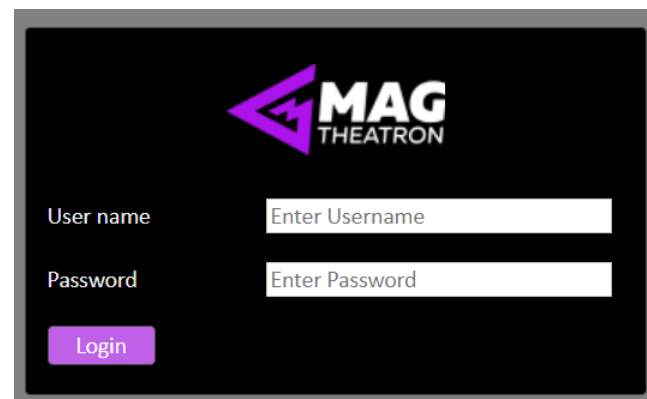 MAG
THEATRON
User name Enter Username
Password Enter Password
Login